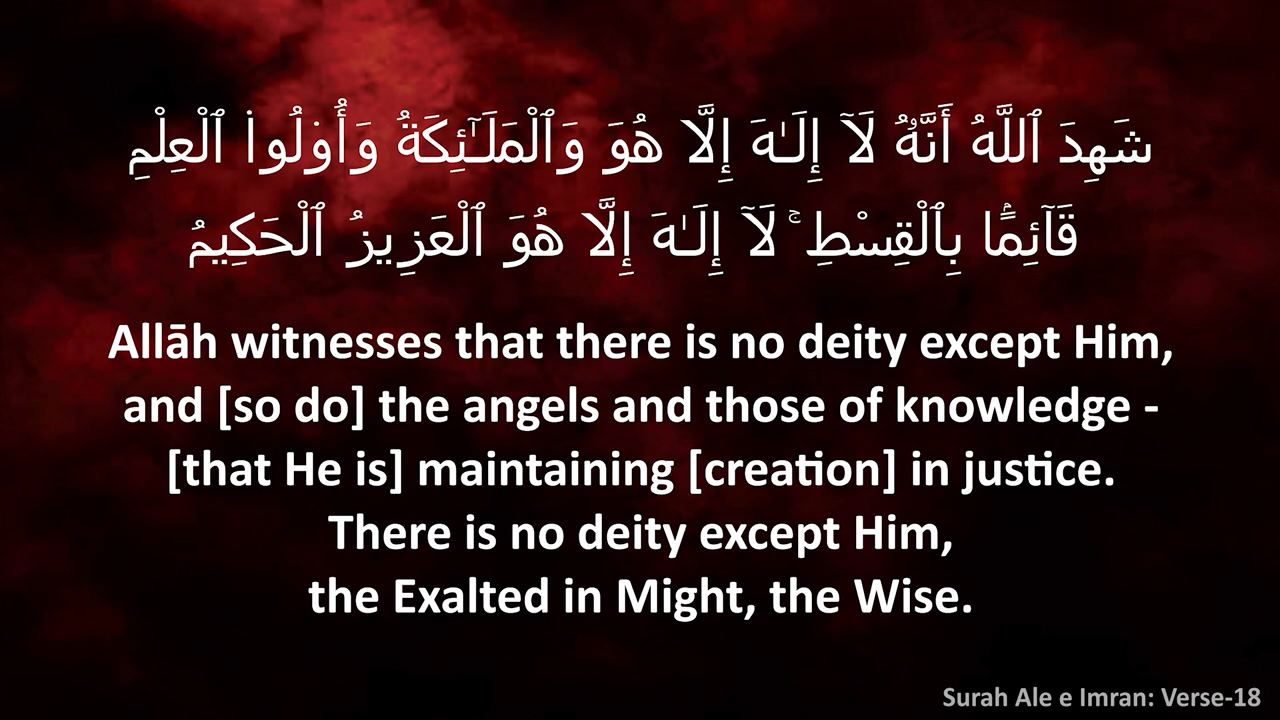 شَهِدَ ٱللَّهُ أَنَّهُۥ لَآ إِلَـٰهَ إِلَّا هُوَ وَٱلْمَلَـٰٓئِكَةُ وَأُو۟لُوا۟ ٱلْعِلْمِ
قَآئِمًۢا بِٱلْقِسْطِ ۚ لَآ إِلَـٰهَ إِلَّا هُوَ ٱلْعَزِيزُ ٱلْحَكِيمُ
Allāh witnesses that there is no deity except Him,
and [so do] the angels and those of knowledge -
[that He is] maintaining [creation] in justice.
There is no deity except Him,
the Exalted in Might, the Wise.
Surah Ale e Imran: Verse-18